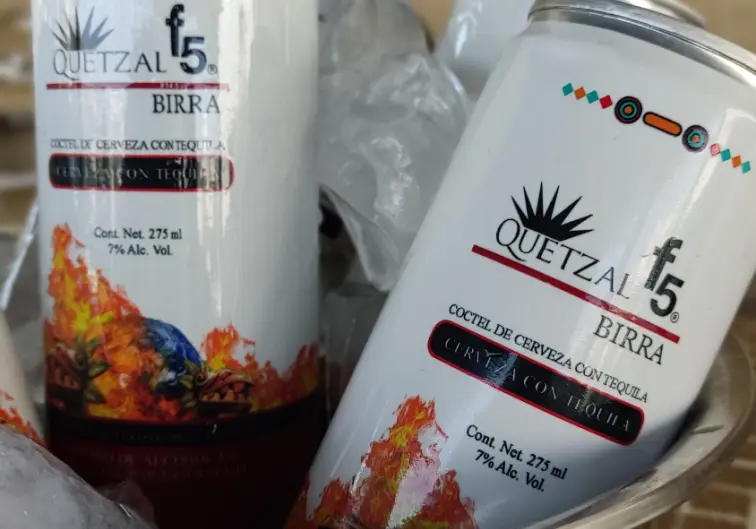 QUETZAL f5®
BIRRA
COCTEL DE CERVEZA CON TEQUILA
CERVEZA CON TEQUILA
Cont. Net. 275 ml
7% Alc. Vol.
QUETZAL f5®
BIRRA
COCTEL DE CERVEZA CON TEQUILA
CERVEZA CON TEQUILA
Cont. Net. 275 ml
7% Alc. Vol.